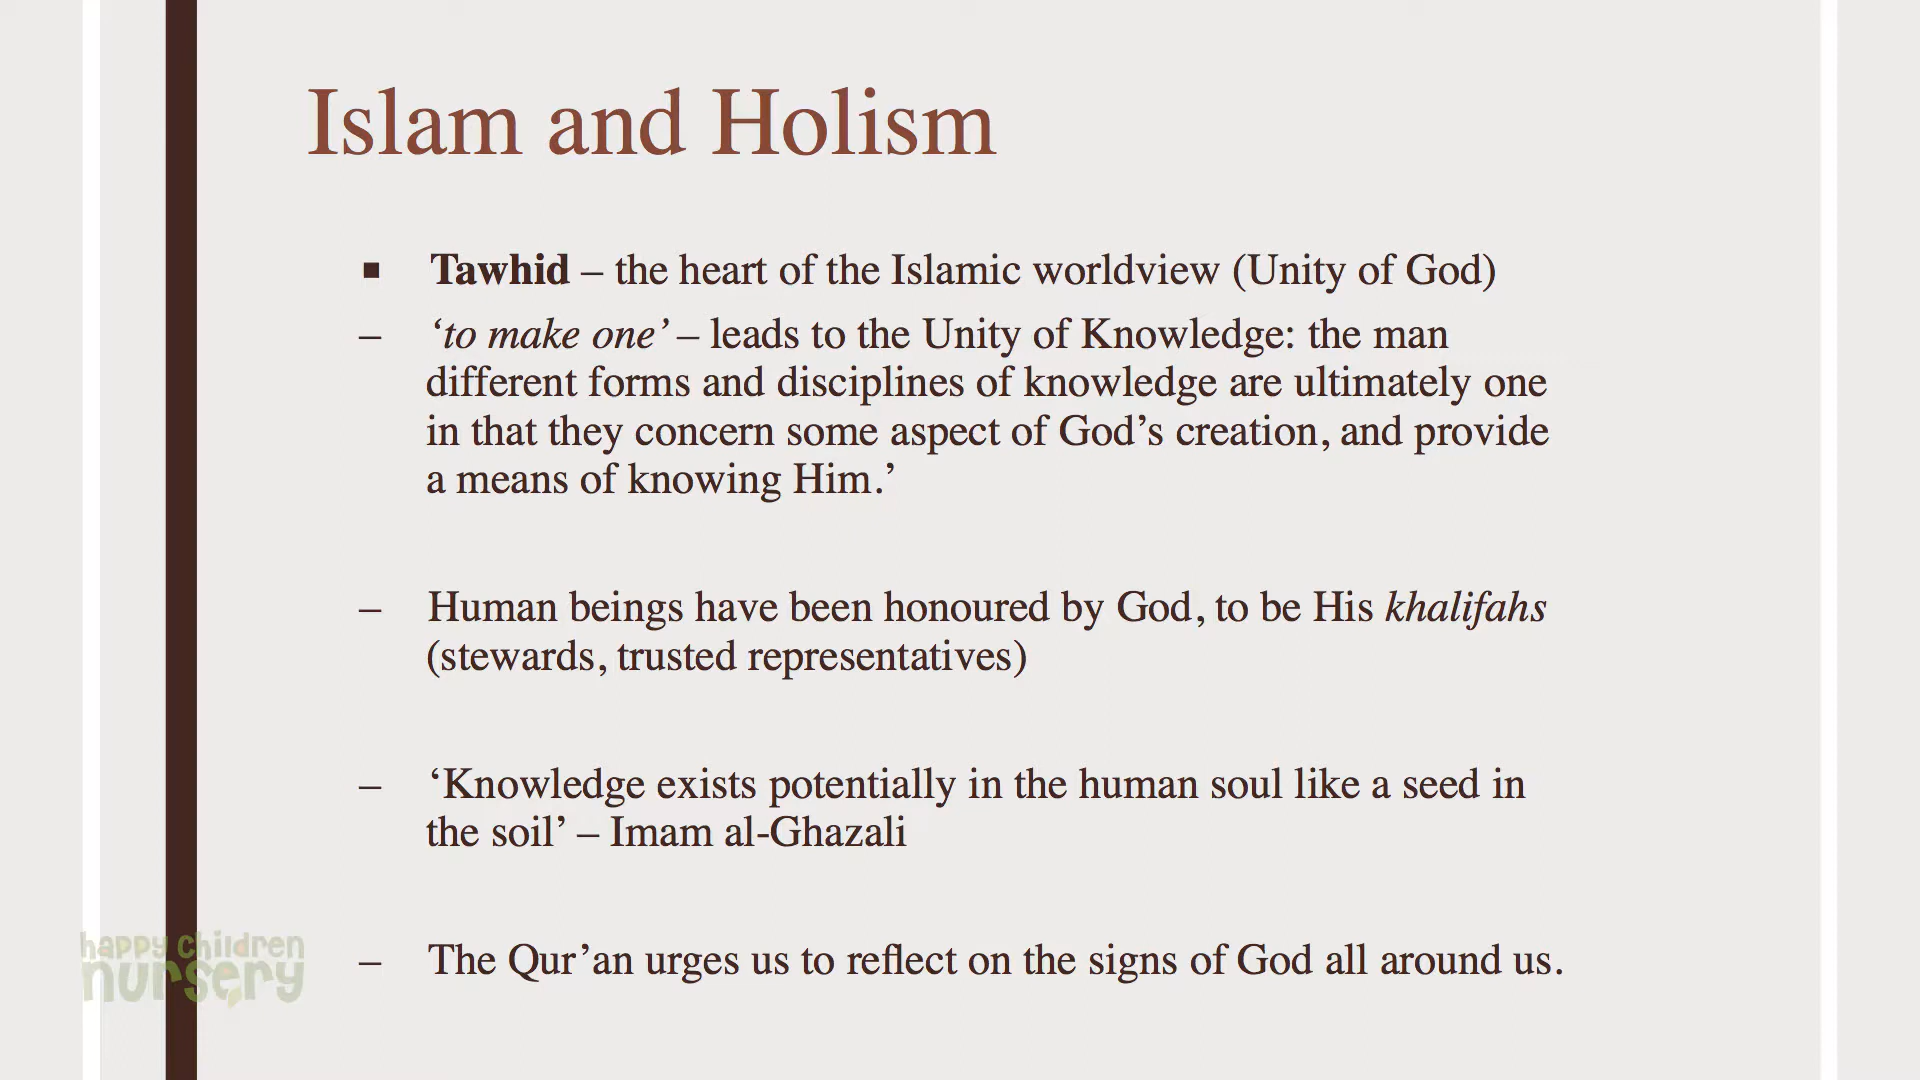 Islam and Holism
▪ Tawhid – the heart of the Islamic worldview (Unity of God)
– ‘to make one’ – leads to the Unity of Knowledge: the man
different forms and disciplines of knowledge are ultimately one
in that they concern some aspect of God’s creation, and provide
a means of knowing Him.’
– Human beings have been honoured by God, to be His khalifahs
(stewards, trusted representatives)
– ‘Knowledge exists potentially in the human soul like a seed in
the soil’ – Imam al-Ghazali
– The Qur’an urges us to reflect on the signs of God all around us.
happy children
nursery